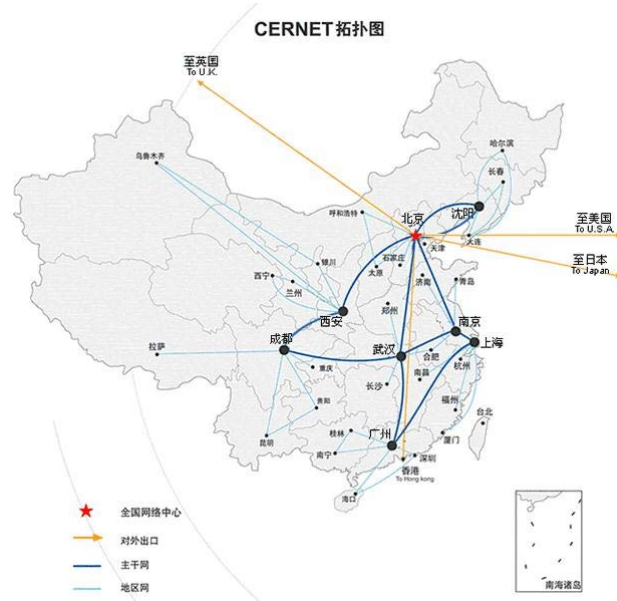 CERNET拓扑图
至英国
To U.K.
哈尔滨
乌鲁木齐
长春
呼和浩特
北京
沈阳
至美国
To U.S.A.
大连
天津
银川
石家庄
太原
至日本
To Japan
西宁
兰州
济南
青岛
郑州
西安
南京
成都
武汉
上海
拉萨
合肥
杭州
重庆
南昌
长沙
贵阳
福州
台北
桂林
广州
昆明
厦门
南宁
深圳
香港
To Hong kong
海口
全国网络中心
对外出口
主干网
地区网
南海诸岛